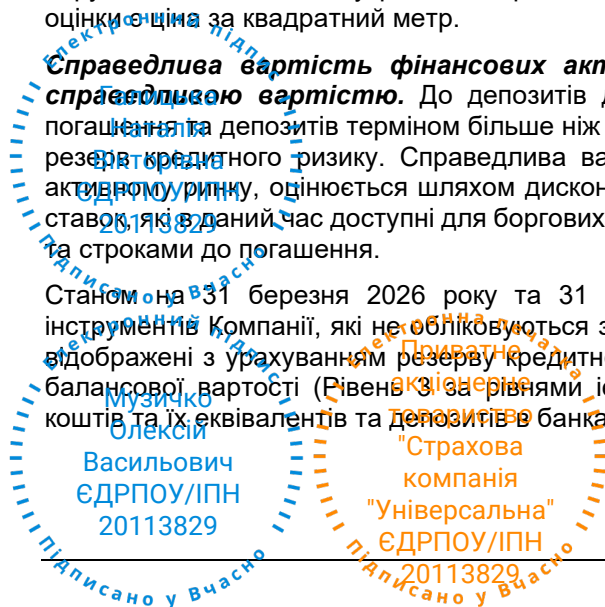 оцінки є ціна за квадратний метр.
Справедлива вартість фінансових акт
справедливою вартістю. До депозитів д
погашення та депозитів терміном більше ніж
резерв кредитного ризику. Справедлива ва
активному ринку, оцінюється шляхом дискон
ставок, які в даний час доступні для боргових
та строками до погашення.
Електронний підпис
Галицька
Наталія
Вікторівна
ЄДРПОУ/ІПН
20113829
Підписано у Вчасно
Станом на 31 березня 2026 року та 31
інструментів Компанії, які не обліковуються з
відображені з урахуванням резерву кредитн
балансової вартості (Рівень 3 за рівнями іє
коштів та їх еквівалентів та депозитів в банка
Електронний підпис
Музичко
Олексій
Васильович
ЄДРПОУ/ІПН
20113829
Підписано у Вчасно
Електронна печатка
Приватне
акціонерне
товариство
"Страхова
компанія
"Універсальна"
ЄДРПОУ/ІПН
20113829
Підписано у Вчасно